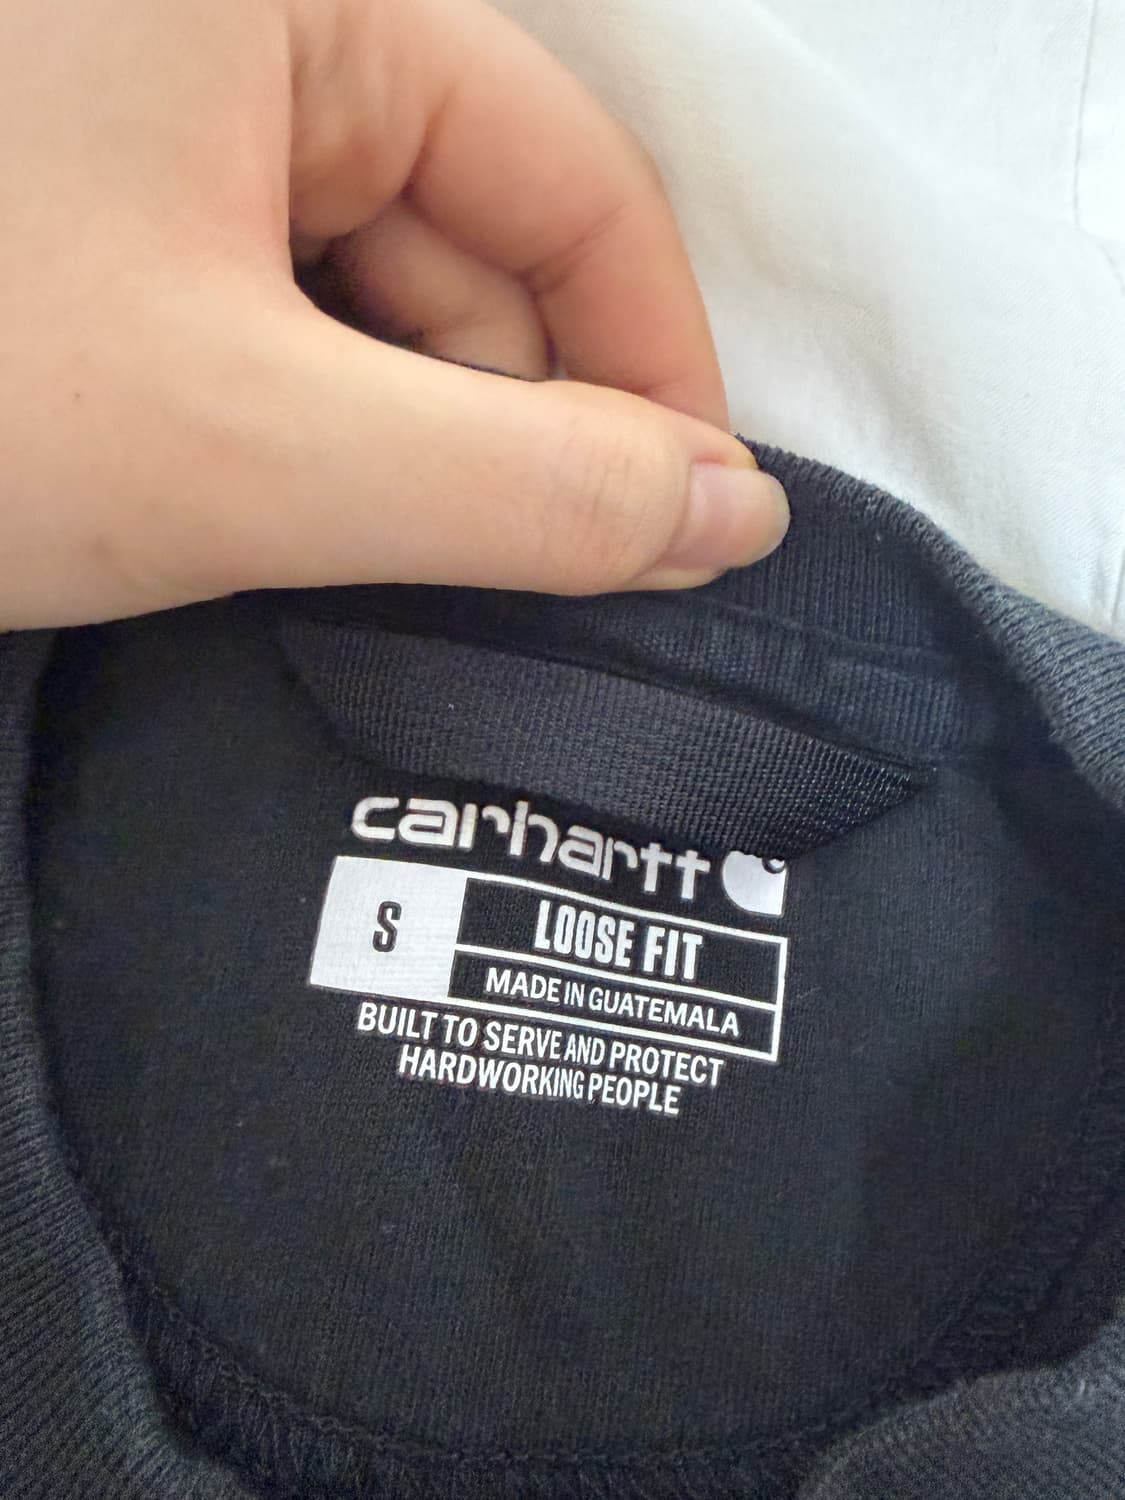 carhartt
S
LOOSE FIT
MADE IN GUATEMALA
BUILT TO SERVE AND PROTECT
HARDWORKING PEOPLE